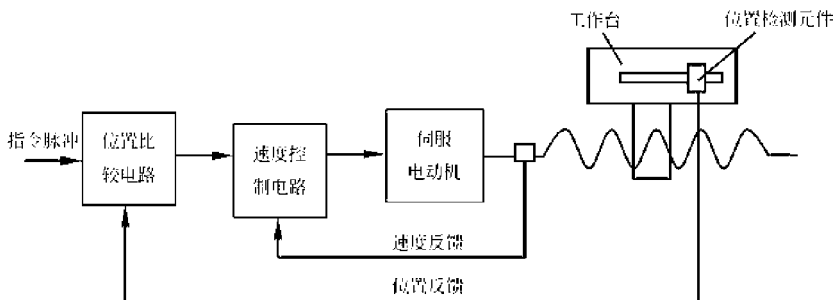 工作台
位置检测元件
指令脉冲
位置比
较电路
速度控
制电路
伺服
电动机
速度反馈
位置反馈